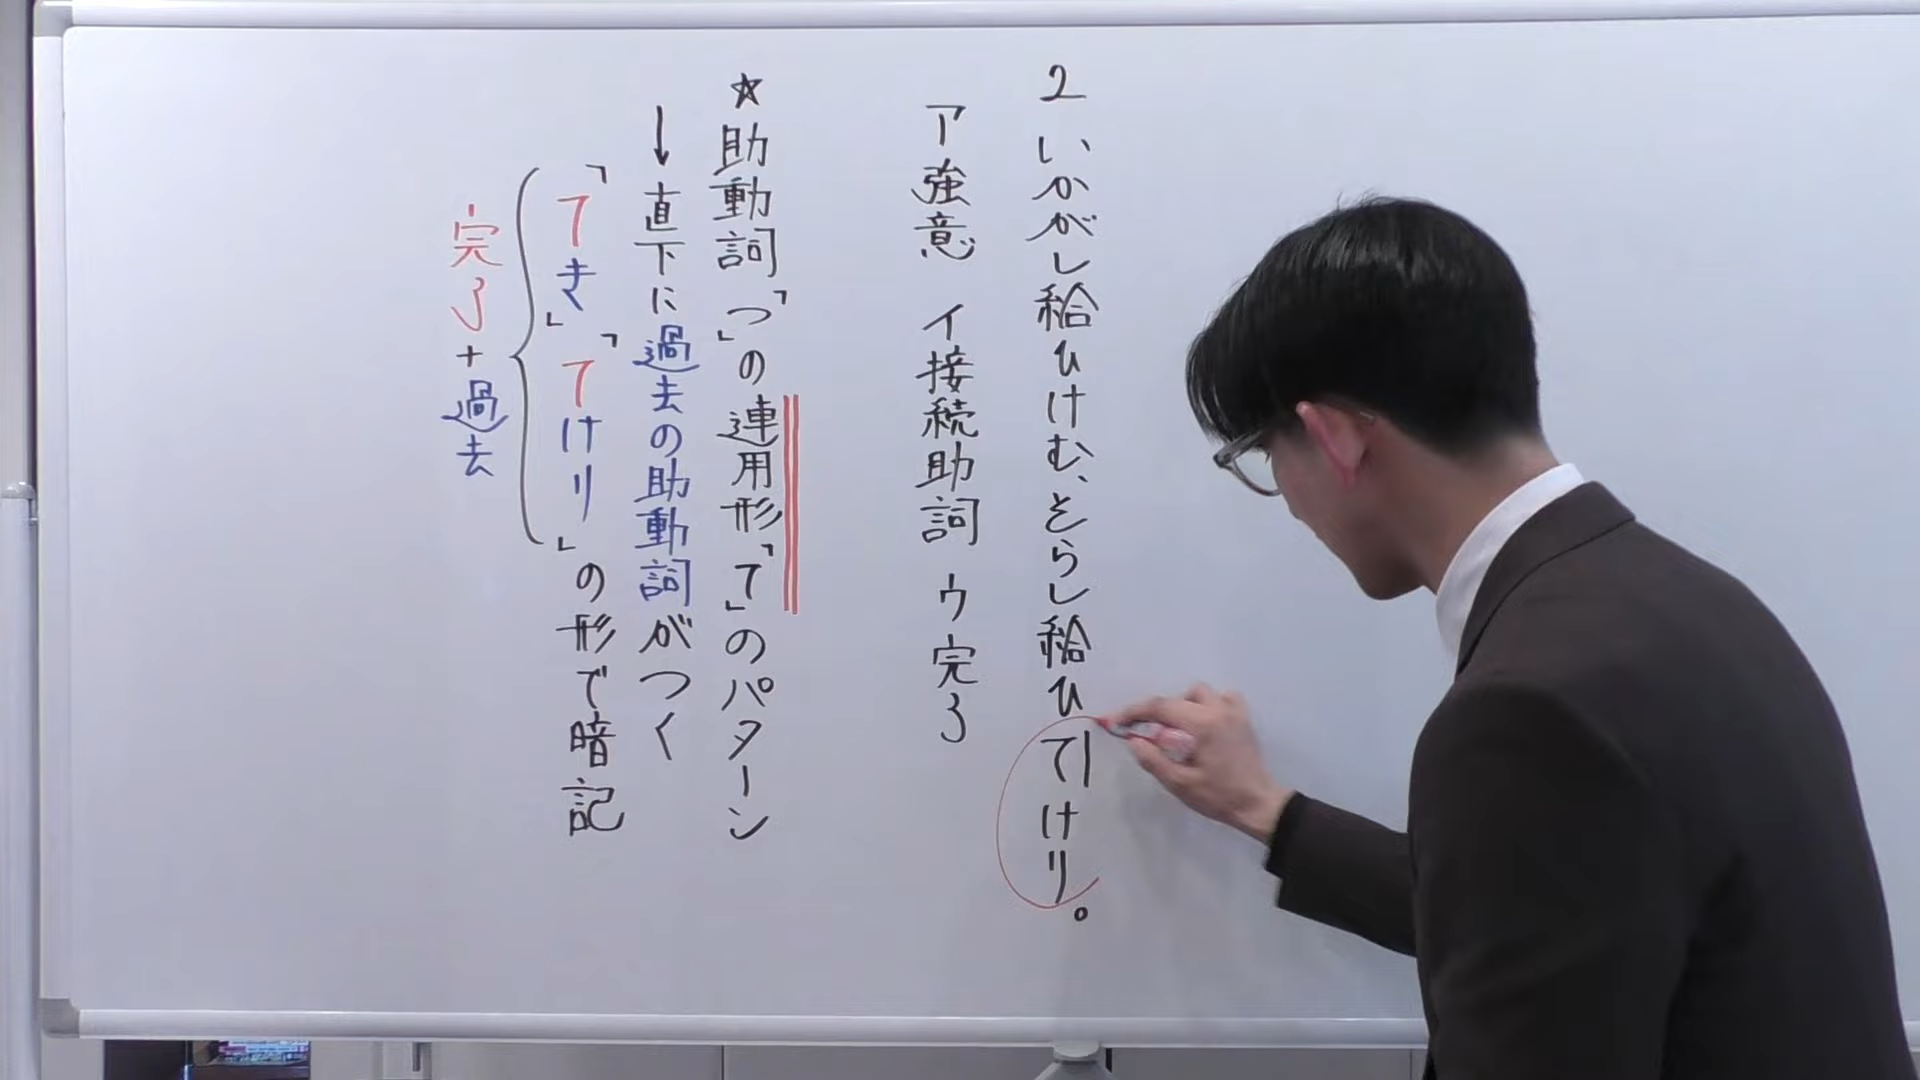 2 いかがし給ひけむ、とらし給ひてけり。
ア強意 イ接続助詞 ウ完了
☆助動詞「つ」の連用形「て」のパターン
→直下に過去の助動詞がつく
「てき」「てけり」の形で暗記
完了+過去